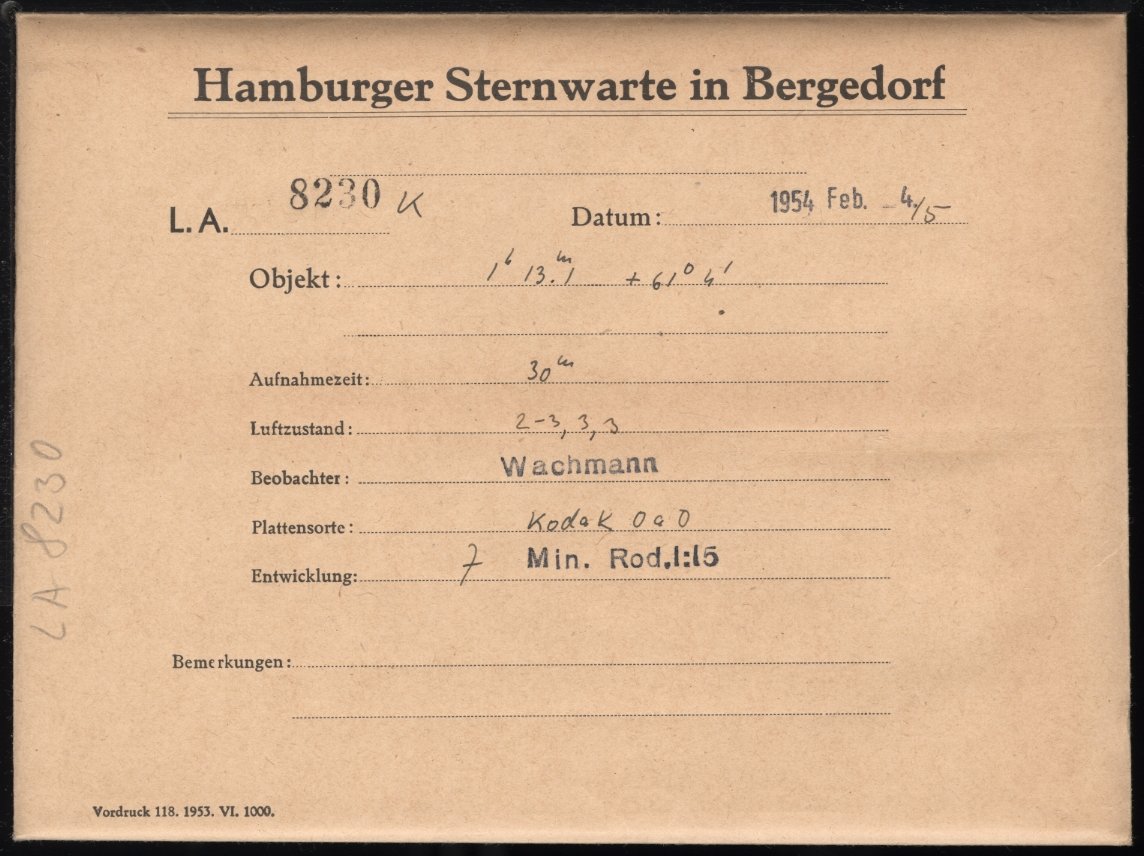 Hamburger Sternwarte in Bergedorf
L. A. 8230 K Datum: 1954 Feb. _ 4./5
Objekt: 1h 13.m1 + 61° 4'
Aufnahmezeit: 30m
Luftzustand: 2-3, 3, 3
Beobachter: Wachmann
Plattensorte: Kodak OaO
Entwicklung: 7 Min. Rod.1:15
Bemerkungen:
Vordruck 118. 1953. VI. 1000.
LA 8230